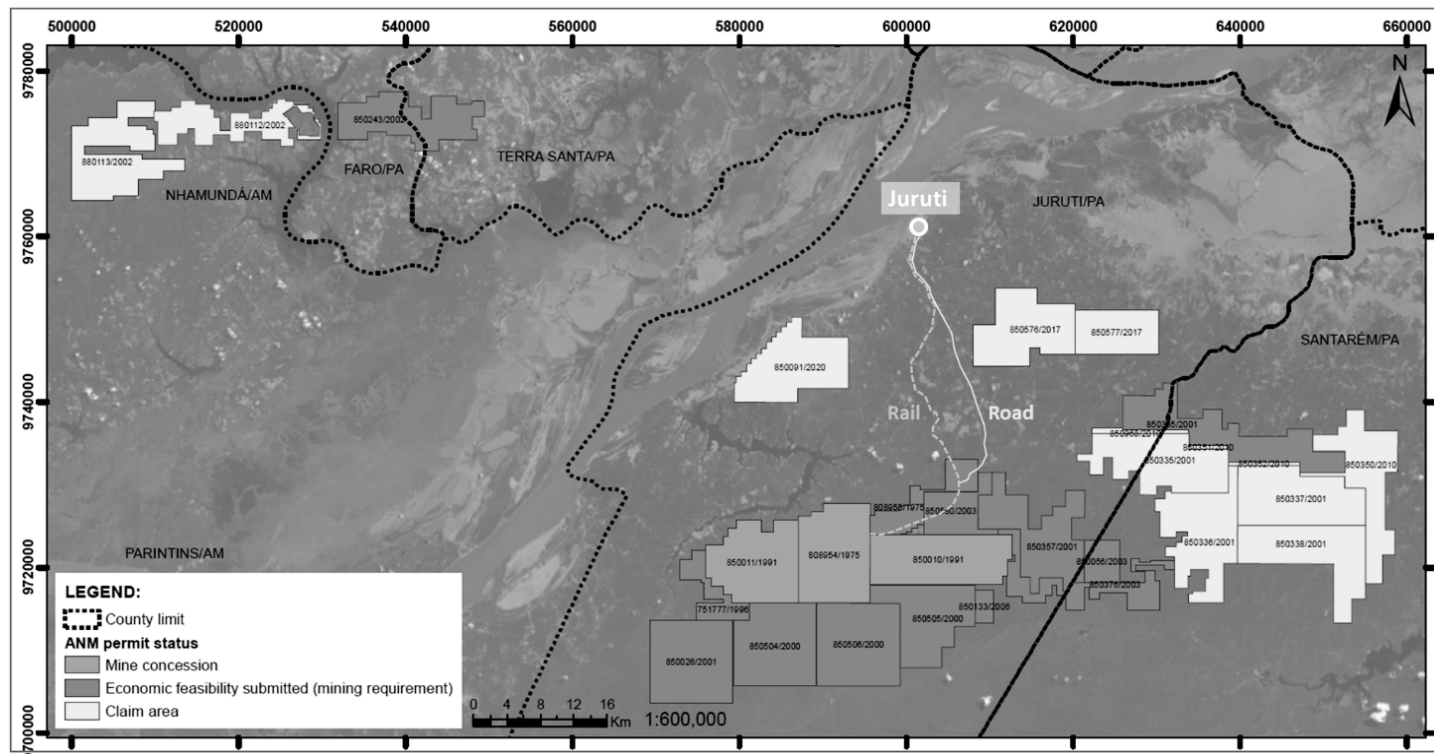 500000 520000 540000 560000 580000 600000 620000 640000 660000
9780000
9760000
9740000
9720000
9700000
N
880112/2002
850243/2002
880113/2002
NHAMUNDÁ/AM
FARO/PA
TERRA SANTA/PA
Juruti
JURUTI/PA
SANTARÉM/PA
850576/2017
850577/2017
850091/2020
Rail
Road
850351/2010
850335/2001
850352/2010
850350/2010
850337/2001
850336/2001
850338/2001
808954/1975
850011/1991
850010/1991
850357/2001
850056/2003
850376/2003
751777/1996
850505/2000
850133/2006
850504/2000
850506/2000
850026/2001
PARINTINS/AM
LEGEND:
County limit
ANM permit status
Mine concession
Economic feasibility submitted (mining requirement)
Claim area
0 2 4 8 12 16
Km
1:600,000